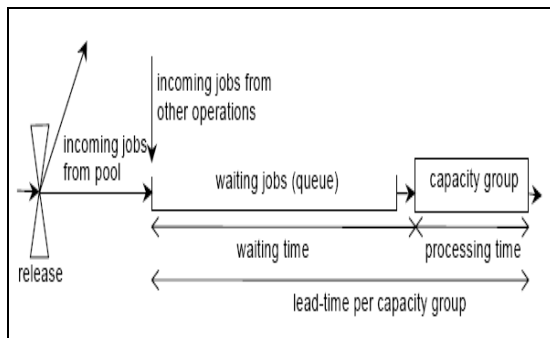 incoming jobs from
other operations
incoming jobs
from pool
waiting jobs (queue)
capacity group
waiting time
processing time
release
lead-time per capacity group